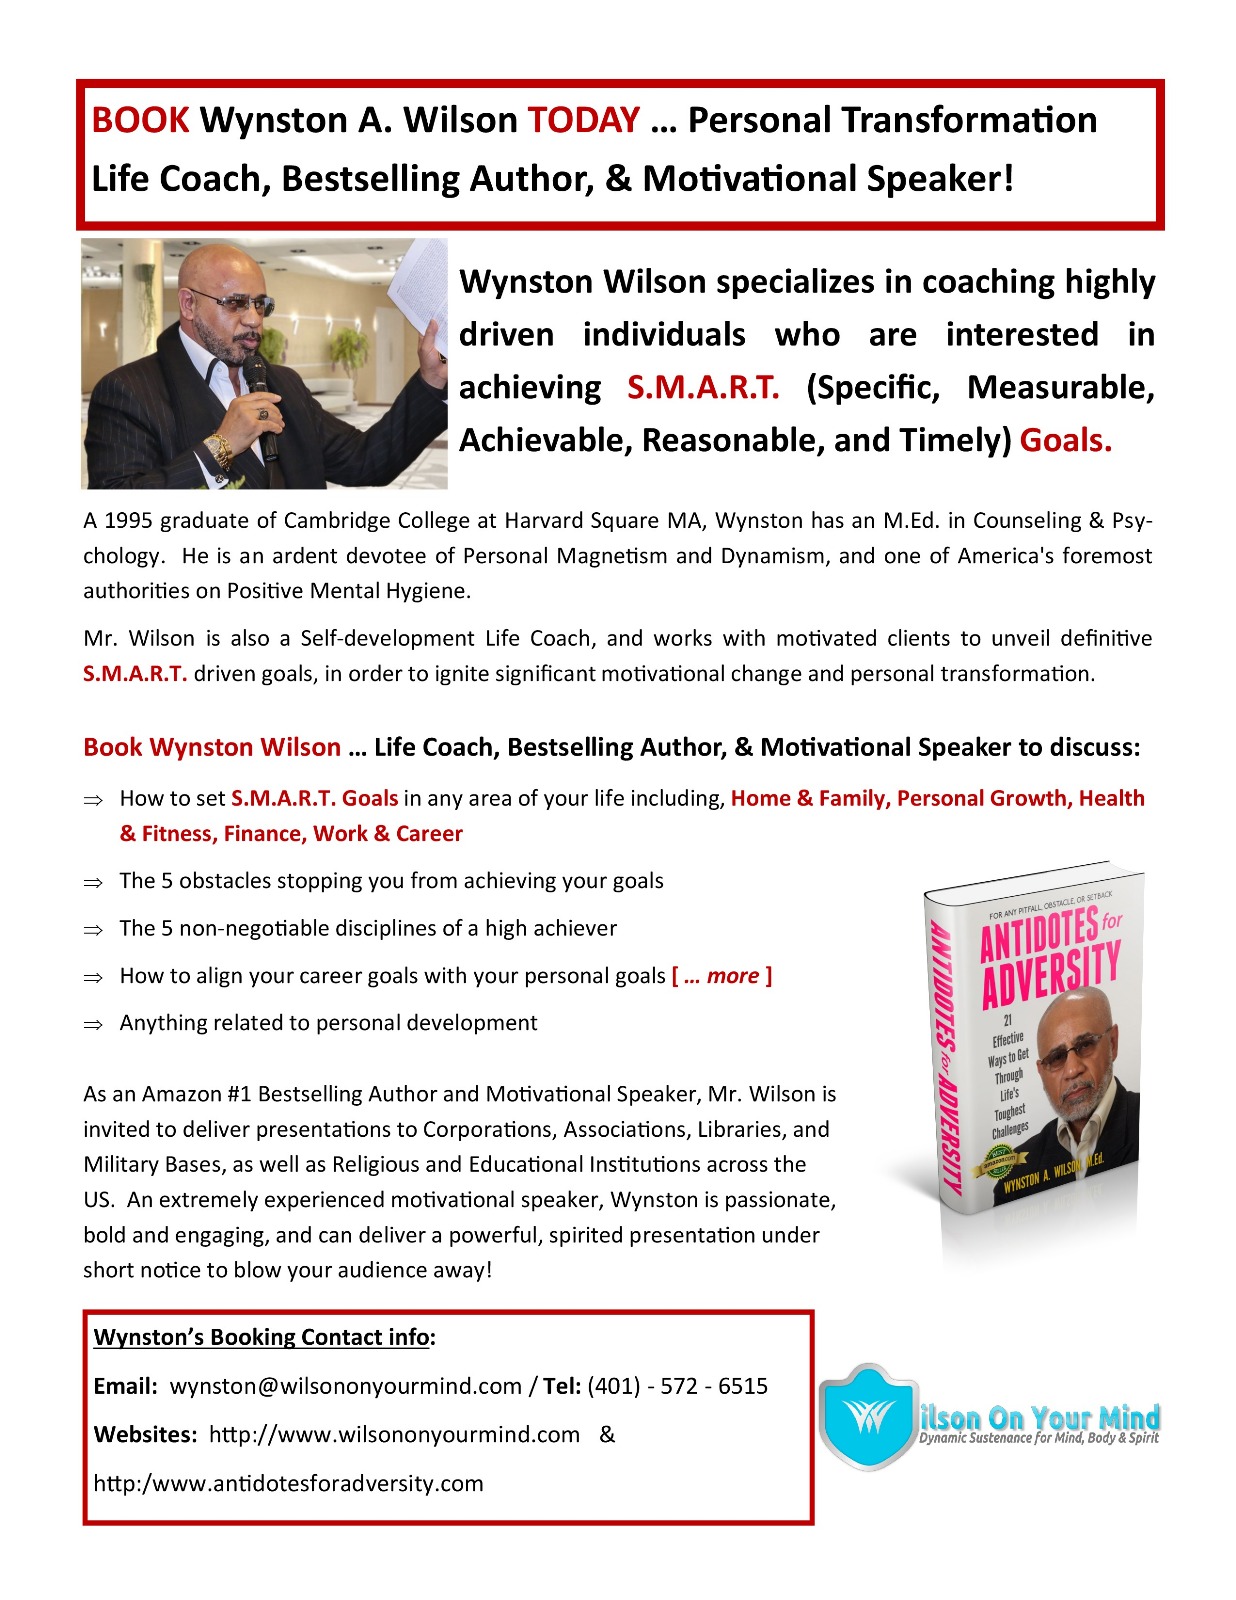 BOOK Wynston A. Wilson TODAY … Personal Transformation
Life Coach, Bestselling Author, & Motivational Speaker!
Wynston Wilson specializes in coaching highly
driven individuals who are interested in
achieving S.M.A.R.T. (Specific, Measurable,
Achievable, Reasonable, and Timely) Goals.
A 1995 graduate of Cambridge College at Harvard Square MA, Wynston has an M.Ed. in Counseling & Psy-
chology. He is an ardent devotee of Personal Magnetism and Dynamism, and one of America's foremost
authorities on Positive Mental Hygiene.
Mr. Wilson is also a Self-development Life Coach, and works with motivated clients to unveil definitive
S.M.A.R.T. driven goals, in order to ignite significant motivational change and personal transformation.
Book Wynston Wilson … Life Coach, Bestselling Author, & Motivational Speaker to discuss:
⇒ How to set S.M.A.R.T. Goals in any area of your life including, Home & Family, Personal Growth, Health
& Fitness, Finance, Work & Career
⇒ The 5 obstacles stopping you from achieving your goals
⇒ The 5 non-negotiable disciplines of a high achiever
⇒ How to align your career goals with your personal goals [ … more ]
⇒ Anything related to personal development
FOR ANY PITFALL, OBSTACLE, OR SETBACK
ANTIDOTES for
ADVERSITY
21
Effective
Ways to Get
Through
Life's
Toughest
Challenges
BEST
amazon.com
SELLER
WYNSTON A. WILSON M.Ed.
ANTIDOTES for ADVERSITY
As an Amazon #1 Bestselling Author and Motivational Speaker, Mr. Wilson is
invited to deliver presentations to Corporations, Associations, Libraries, and
Military Bases, as well as Religious and Educational Institutions across the
US. An extremely experienced motivational speaker, Wynston is passionate,
bold and engaging, and can deliver a powerful, spirited presentation under
short notice to blow your audience away!
Wynston’s Booking Contact info:
Email: wynston@wilsononyourmind.com / Tel: (401) - 572 - 6515
Websites: http://www.wilsononyourmind.com &
http:/www.antidotesforadversity.com
W ilson On Your Mind
Dynamic Sustenance for Mind, Body & Spirit